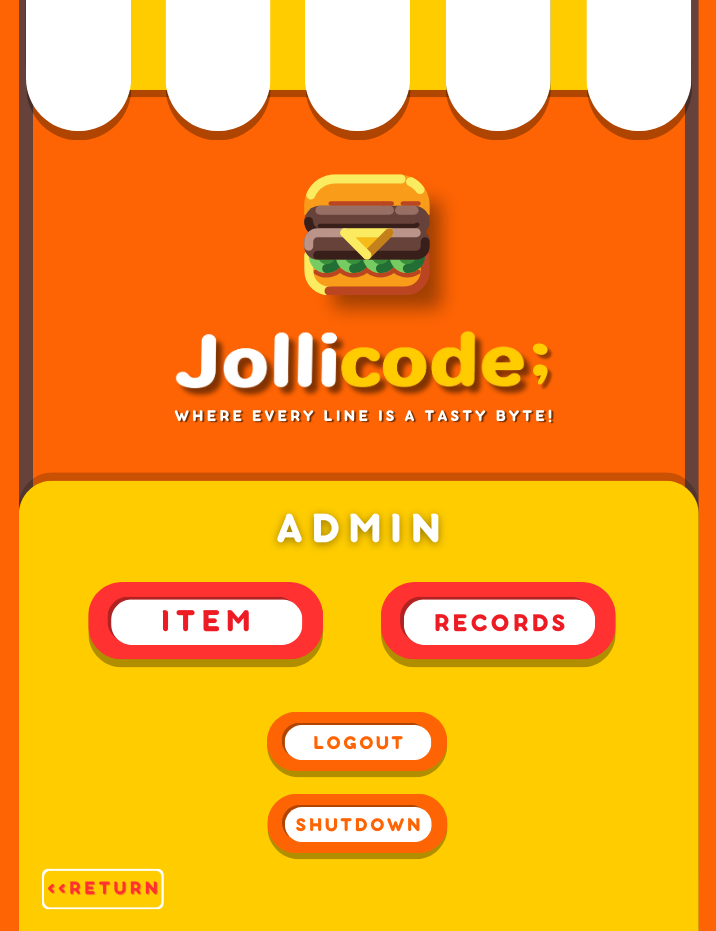 Jollicode;
WHERE EVERY LINE IS A TASTY BYTE!
ADMIN
ITEM
RECORDS
LOGOUT
SHUTDOWN
<<RETURN